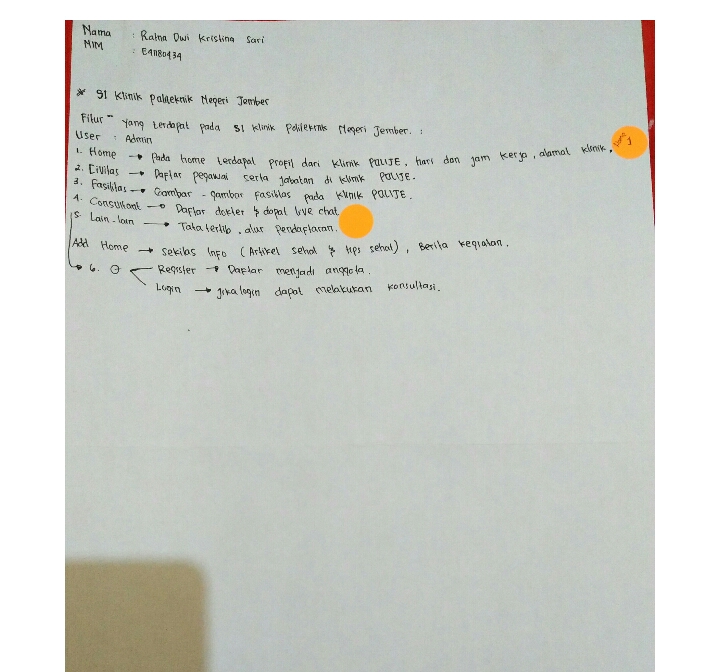 Nama : Ratna Dwi Kristina Sari
NIM : E41180434
* SI Klinik Politeknik Negeri Jember
Fitur" yang terdapat pada SI Klinik Politeknik Negeri Jember. :
User : Admin
1. Home → Pada home terdapat profil dari klinik POLIJE, hari dan jam kerja, alamat klinik,
2. Civitas → Daftar pegawai serta jabatan di klinik POLIJE.
3. Fasilitas → Gambar - gambar fasilitas pada klinik POLIJE.
4. Consultant → Daftar dokter & dapat live chat
5. Lain-lain → Tata tertib, alur pendaftaran.
Add Home → sekilas Info (Artikel sehat & tips sehat), Berita kegiatan.
6. Register → Daftar menjadi anggota.
Login → jika login dapat melakukan konsultasi.